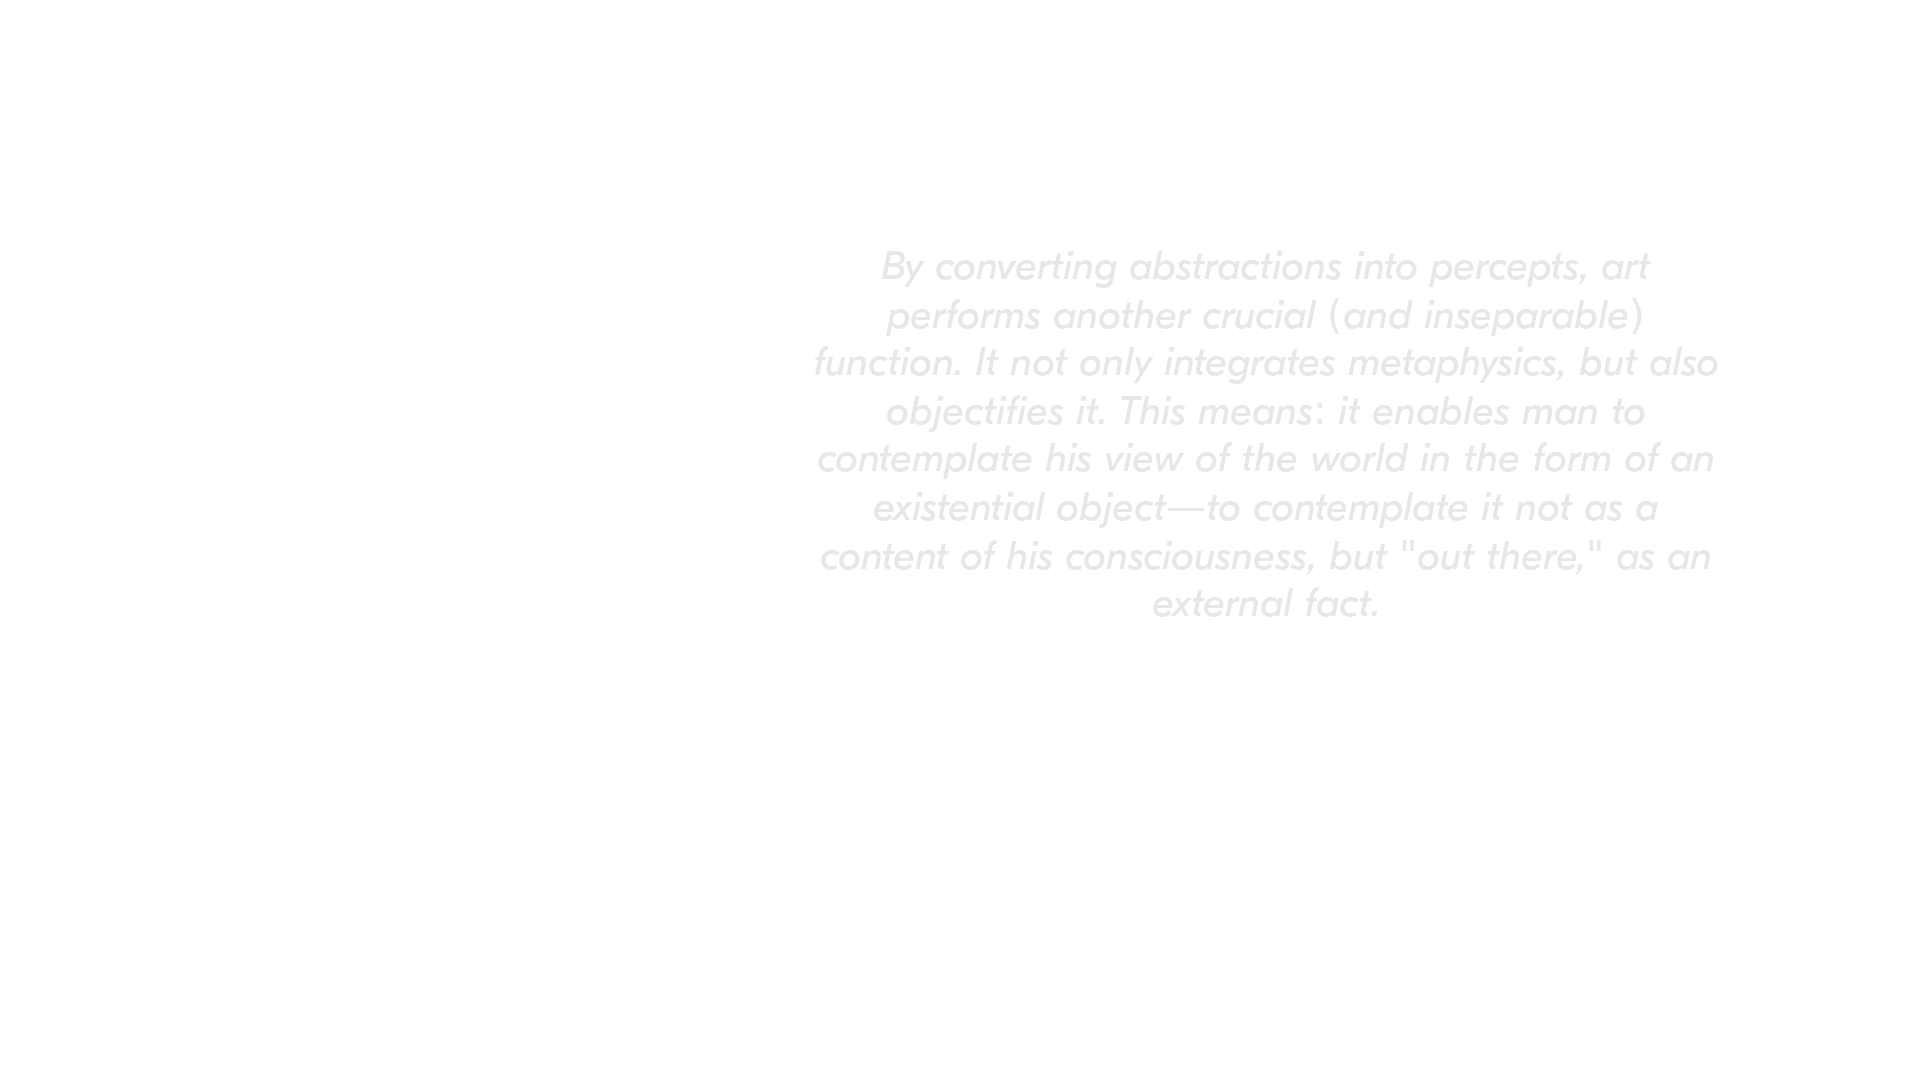 By converting abstractions into percepts, art
performs another crucial (and inseparable)
function. It not only integrates metaphysics, but also
objectifies it. This means: it enables man to
contemplate his view of the world in the form of an
existential object—to contemplate it not as a
content of his consciousness, but "out there," as an
external fact.